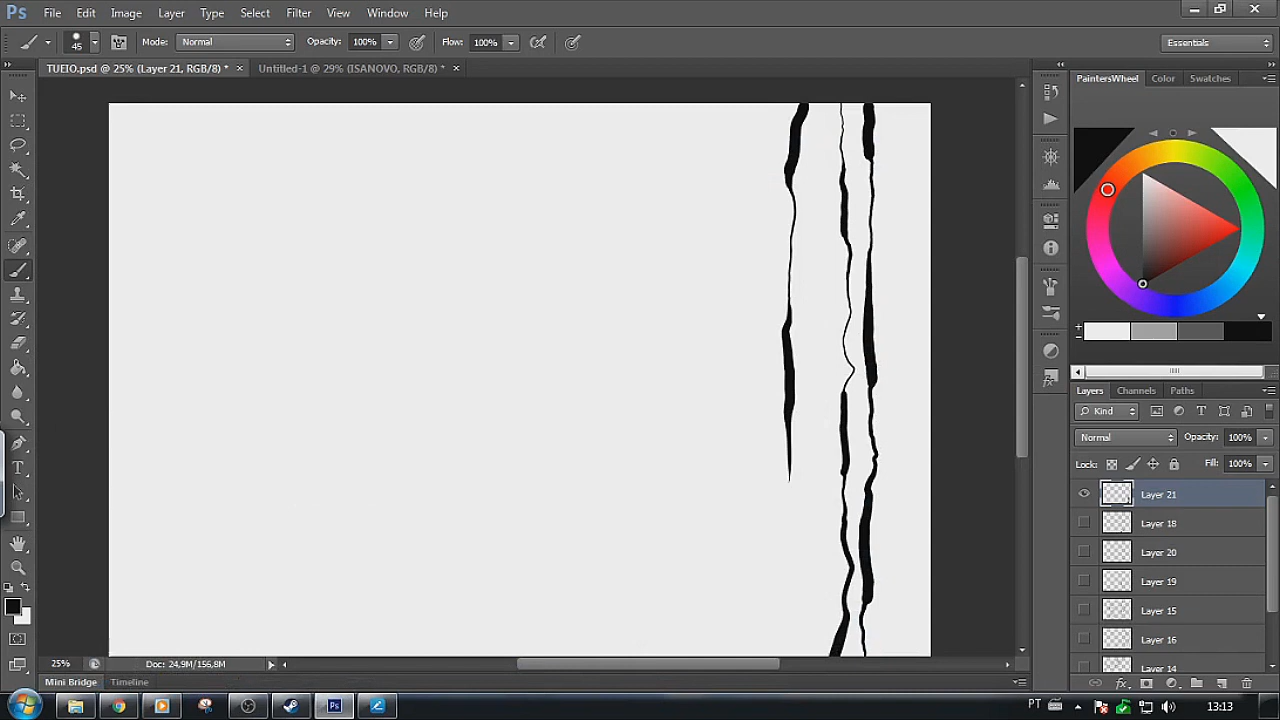 Ps File Edit Image Layer Type Select Filter View Window Help
45 Mode: Normal Opacity: 100% Flow: 100% Essentials
TUEIO.psd @ 25% (Layer 21, RGB/8) * × Untitled-1 @ 29% (ISANOVO, RGB/8) * ×
PaintersWheel Color Swatches
Layers Channels Paths
Kind
Normal Opacity: 100%
Lock: Fill: 100%
Layer 21
Layer 18
Layer 20
Layer 19
Layer 15
Layer 16
Layer 14
25% Doc: 24,9M/156,8M
Mini Bridge Timeline
Ps PT 13:13